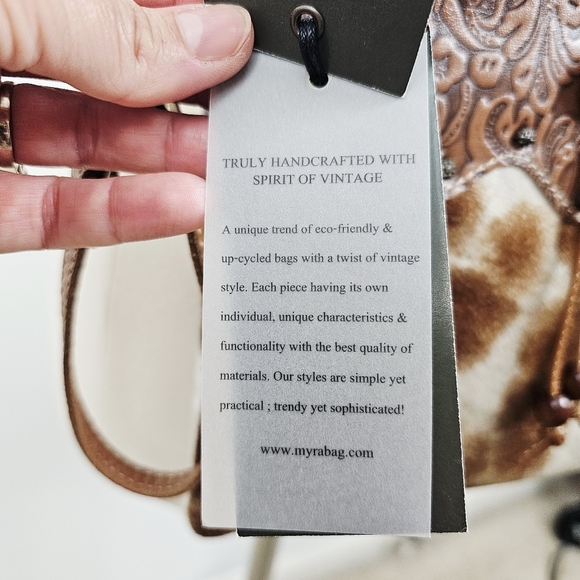 TRULY HANDCRAFTED WITH
SPIRIT OF VINTAGE
A unique trend of eco-friendly &
up-cycled bags with a twist of vintage
style. Each piece having its own
individual, unique characteristics &
functionality with the best quality of
materials. Our styles are simple yet
practical ; trendy yet sophisticated!
www.myrabag.com